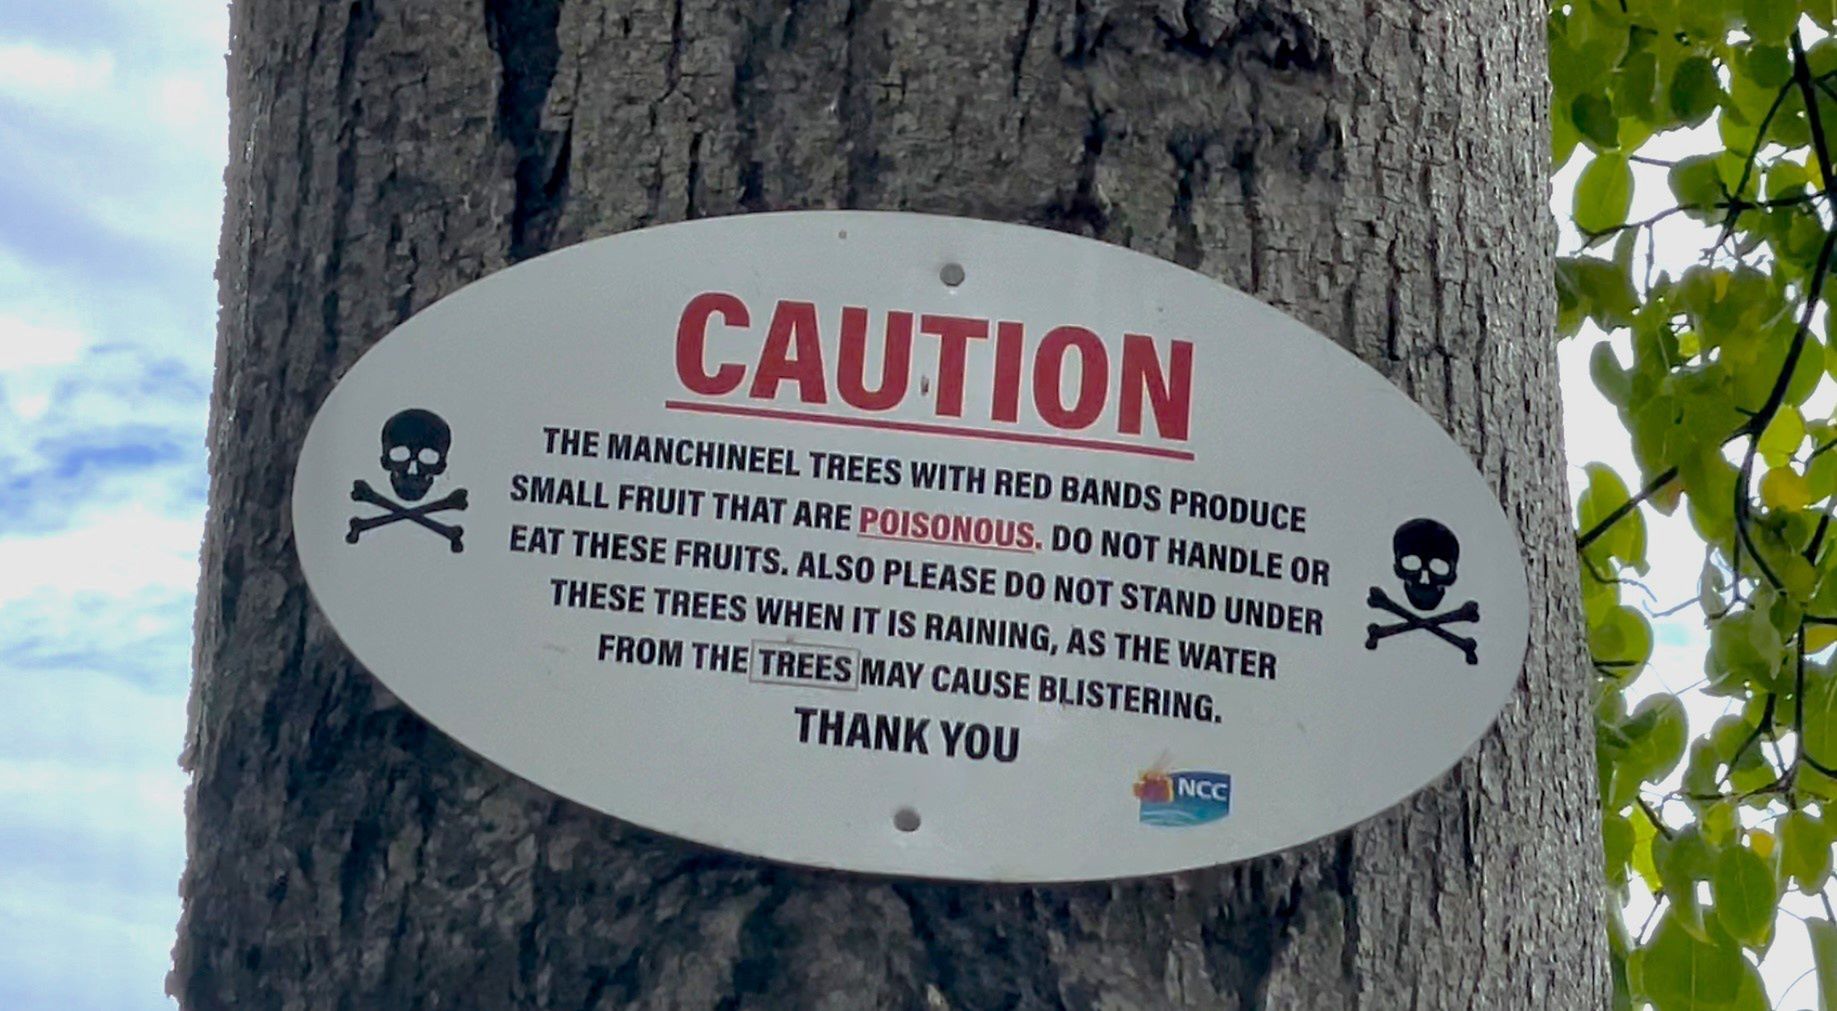 CAUTION
THE MANCHINEEL TREES WITH RED BANDS PRODUCE
SMALL FRUIT THAT ARE POISONOUS. DO NOT HANDLE OR
EAT THESE FRUITS. ALSO PLEASE DO NOT STAND UNDER
THESE TREES WHEN IT IS RAINING, AS THE WATER
FROM THE TREES MAY CAUSE BLISTERING.
THANK YOU
NCC